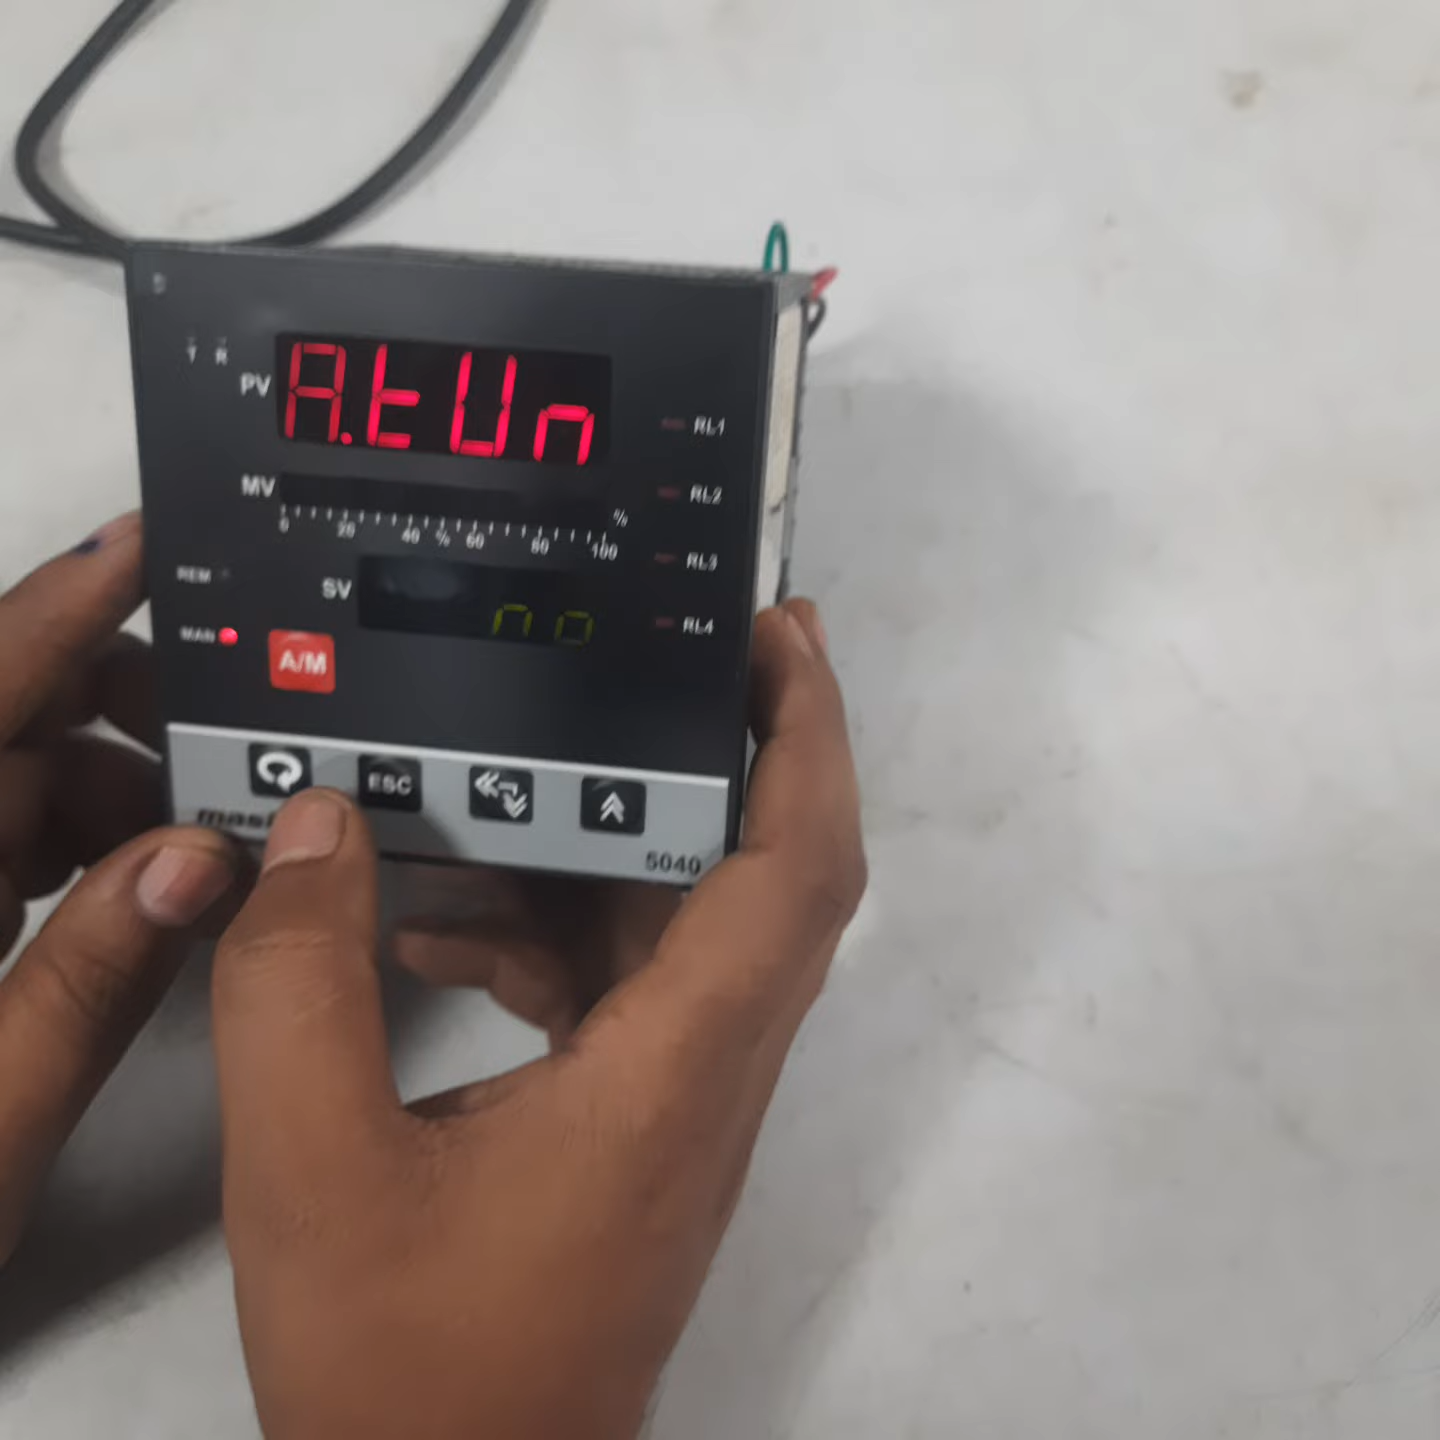 T R
PV A.tUn
RL1
MV
RL2
0 20 40 % 60 80 100 %
RL3
REM
SV no
RL4
MAN
A/M
ESC
5040